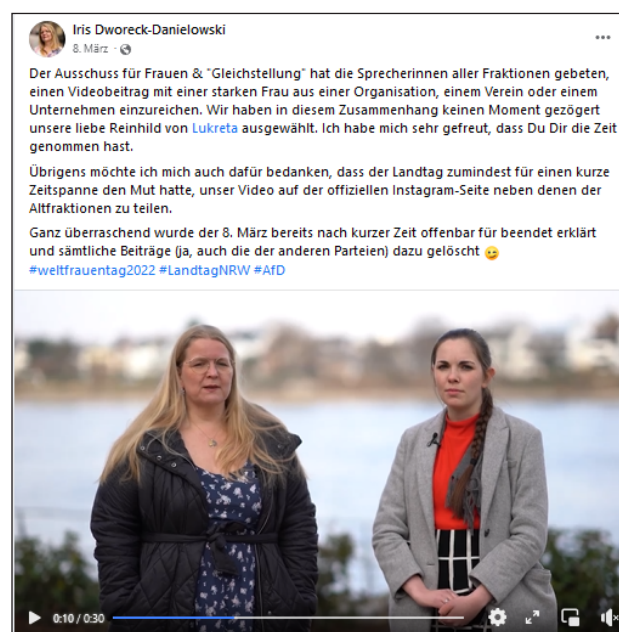 Iris Dworeck-Danielowski
8. März ·
Der Ausschuss für Frauen & "Gleichstellung" hat die Sprecherinnen aller Fraktionen gebeten,
einen Videobeitrag mit einer starken Frau aus einer Organisation, einem Verein oder einem
Unternehmen einzureichen. Wir haben in diesem Zusammenhang keinen Moment gezögert
unsere liebe Reinhild von Lukreta ausgewählt. Ich habe mich sehr gefreut, dass Du Dir die Zeit
genommen hast.
Übrigens möchte ich mich auch dafür bedanken, dass der Landtag zumindest für einen kurze
Zeitspanne den Mut hatte, unser Video auf der offiziellen Instagram-Seite neben denen der
Altfraktionen zu teilen.
Ganz überraschend wurde der 8. März bereits nach kurzer Zeit offenbar für beendet erklärt
und sämtliche Beiträge (ja, auch die der anderen Parteien) dazu gelöscht 😉
#weltfrauentag2022 #LandtagNRW #AfD
0:10 / 0:30